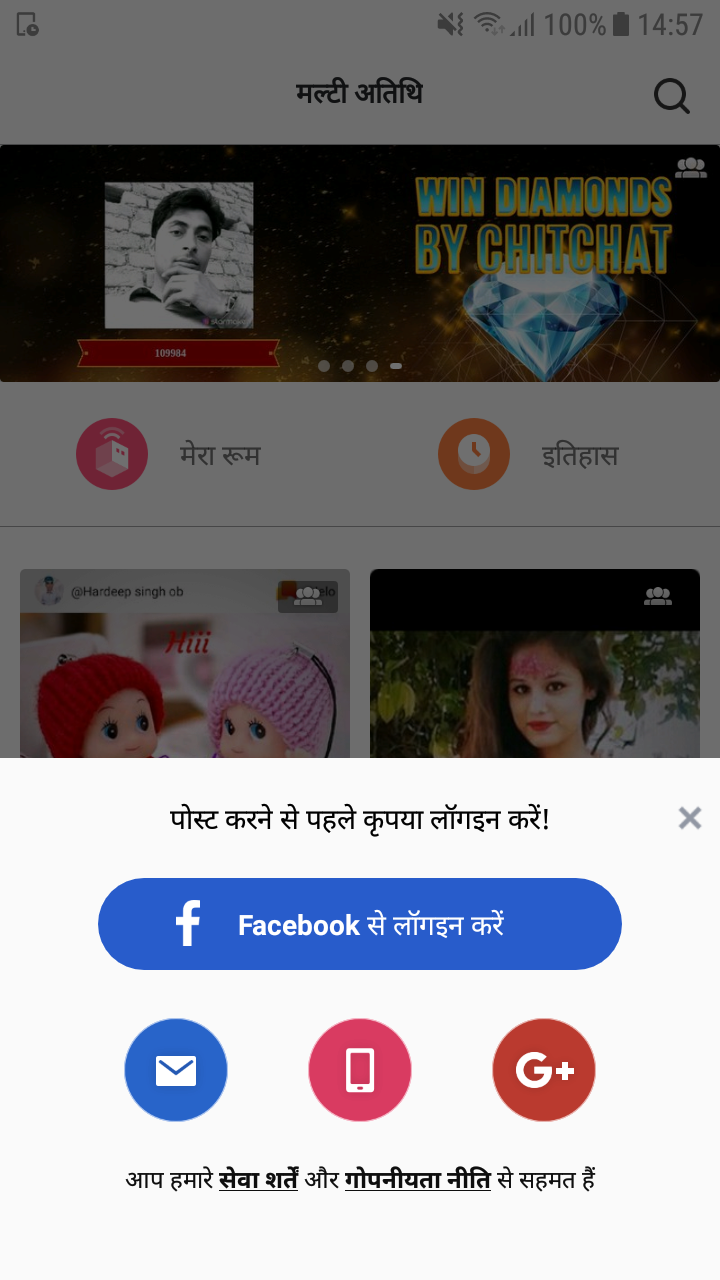 100% 14:57
मल्टी अतिथि
WIN DIAMONDS
BY CHITCHAT
109984
मेरा रूम
इतिहास
@Hardeep singh ob
Hiii
पोस्ट करने से पहले कृपया लॉगइन करें!
Facebook से लॉगइन करें
G+
आप हमारे सेवा शर्तें और गोपनीयता नीति से सहमत हैं